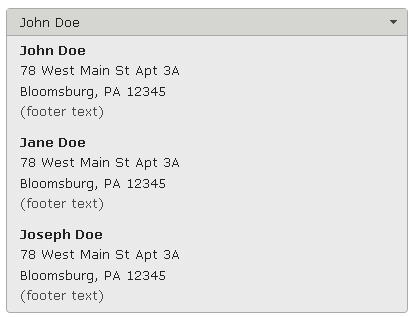 John Doe
John Doe
78 West Main St Apt 3A
Bloomsburg, PA 12345
(footer text)
Jane Doe
78 West Main St Apt 3A
Bloomsburg, PA 12345
(footer text)
Joseph Doe
78 West Main St Apt 3A
Bloomsburg, PA 12345
(footer text)